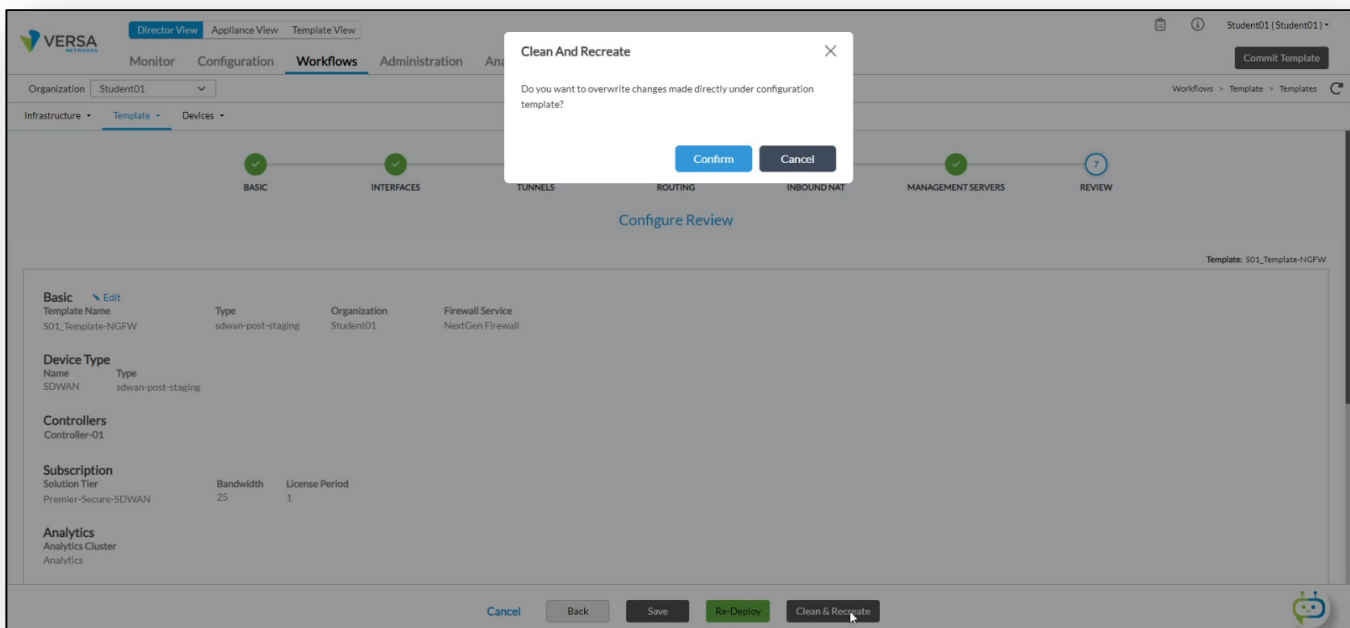 VERSA
NETWORKS
Director View Appliance View Template View
Student01 (Student01)
Monitor Configuration Workflows Administration Ana
Commit Template
Organization Student01
Workflows > Template > Templates
Infrastructure Template Devices
Clean And Recreate
Do you want to overwrite changes made directly under configuration
template?
Confirm Cancel
BASIC INTERFACES TUNNELS ROUTING INBOUND NAT MANAGEMENT SERVERS 7 REVIEW
Configure Review
Template: S01_Template-NGFW
Basic Edit
Template Name Type Organization Firewall Service
S01_Template-NGFW sdwan-post-staging Student01 NextGen Firewall
Device Type
Name Type
SDWAN sdwan-post-staging
Controllers
Controller-01
Subscription
Solution Tier Bandwidth License Period
Premier-Secure-SDWAN 25 1
Analytics
Analytics Cluster
Analytics
Cancel Back Save Re-Deploy Clean & Recreate